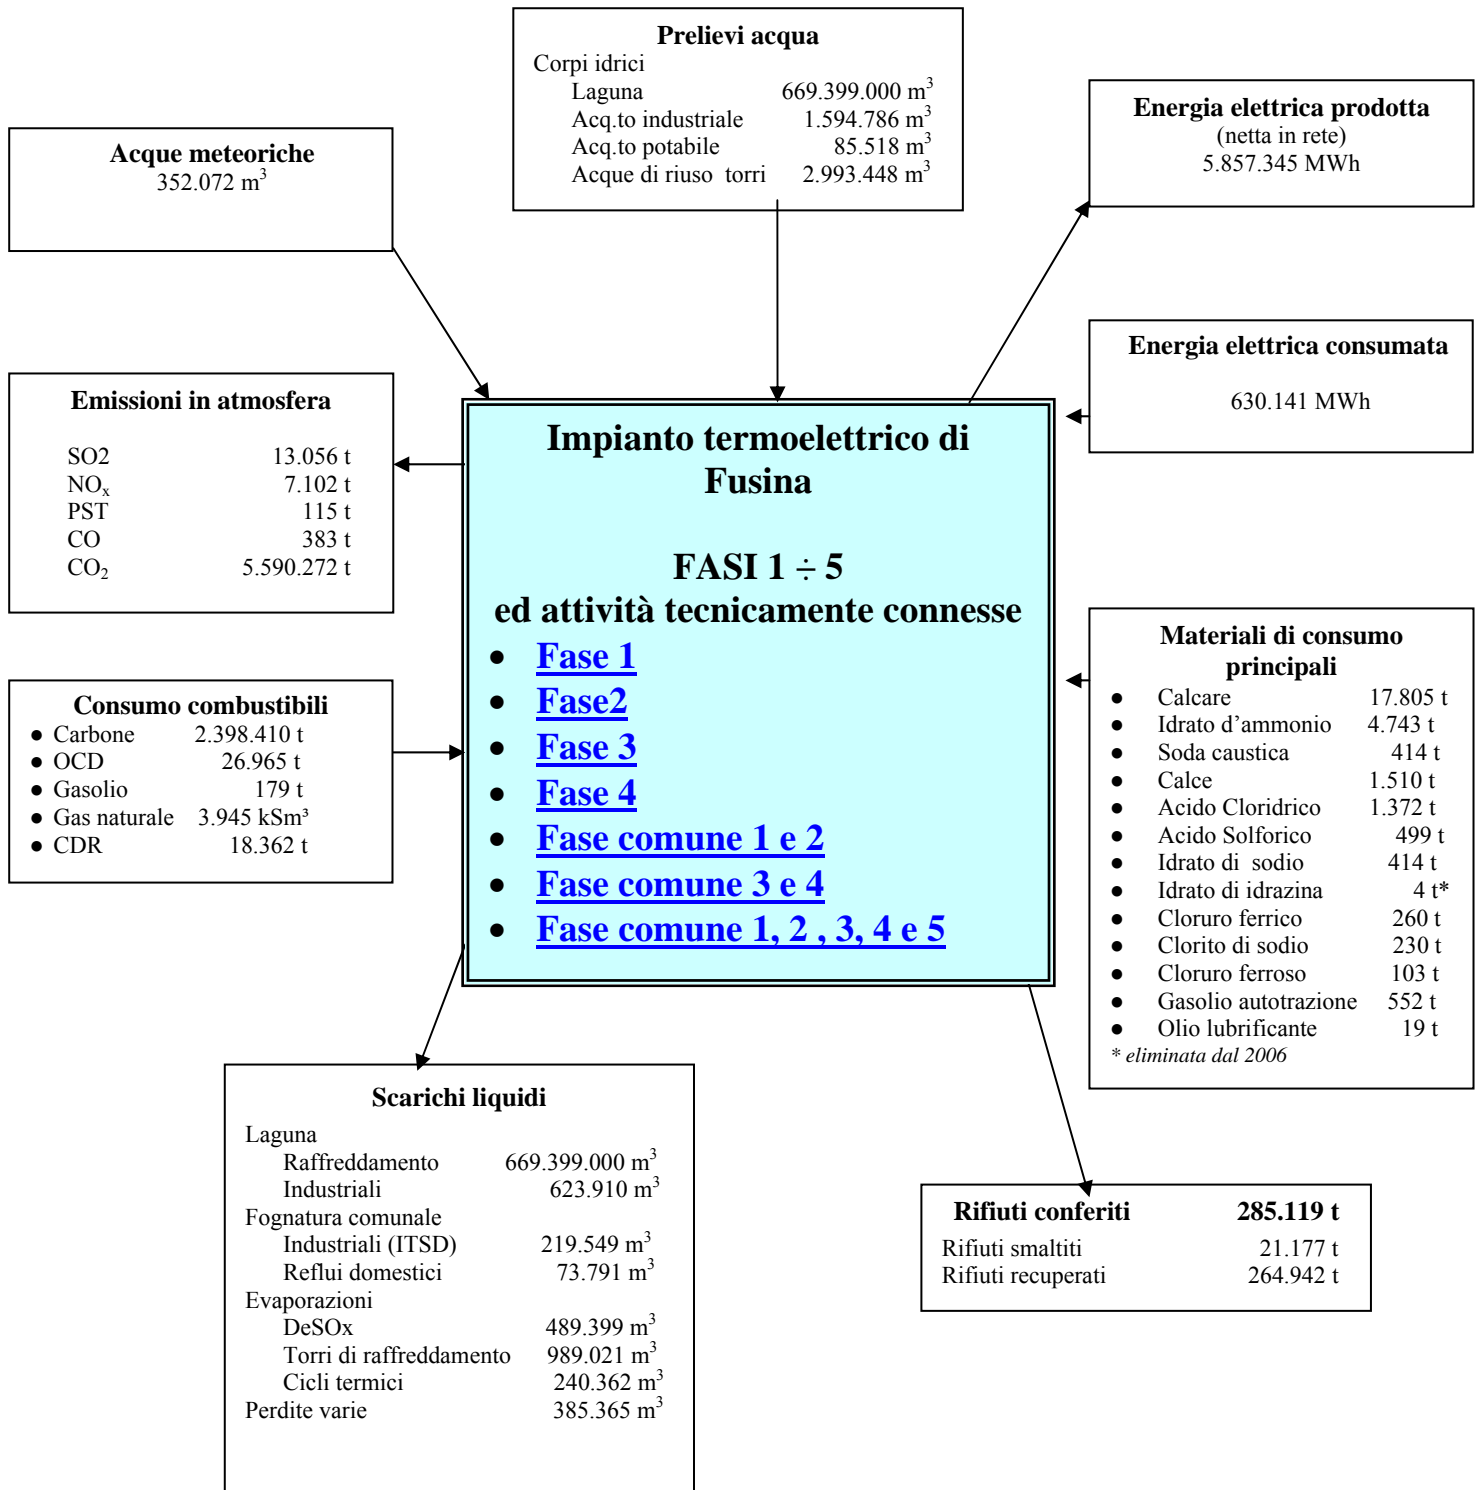 Prelievi acqua
Corpi idrici
Laguna 669.399.000 m³
Acq.to industriale 1.594.786 m³
Acq.to potabile 85.518 m³
Acque di riuso torri 2.993.448 m³
Energia elettrica prodotta
(netta in rete)
5.857.345 MWh
Acque meteoriche
352.072 m³
Energia elettrica consumata
630.141 MWh
Emissioni in atmosfera
SO2 13.056 t
NOₓ 7.102 t
PST 115 t
CO 383 t
CO₂ 5.590.272 t
Impianto termoelettrico di
Fusina
FASI 1 ÷ 5
ed attività tecnicamente connesse
• Fase 1
• Fase2
• Fase 3
• Fase 4
• Fase comune 1 e 2
• Fase comune 3 e 4
• Fase comune 1, 2 , 3, 4 e 5
Consumo combustibili
● Carbone 2.398.410 t
● OCD 26.965 t
● Gasolio 179 t
● Gas naturale 3.945 kSm³
● CDR 18.362 t
Materiali di consumo
principali
● Calcare 17.805 t
● Idrato d’ammonio 4.743 t
● Soda caustica 414 t
● Calce 1.510 t
● Acido Cloridrico 1.372 t
● Acido Solforico 499 t
● Idrato di sodio 414 t
● Idrato di idrazina 4 t*
● Cloruro ferrico 260 t
● Clorito di sodio 230 t
● Cloruro ferroso 103 t
● Gasolio autotrazione 552 t
● Olio lubrificante 19 t
* eliminata dal 2006
Scarichi liquidi
Laguna
Raffreddamento 669.399.000 m³
Industriali 623.910 m³
Fognatura comunale
Industriali (ITSD) 219.549 m³
Reflui domestici 73.791 m³
Evaporazioni
DeSOx 489.399 m³
Torri di raffreddamento 989.021 m³
Cicli termici 240.362 m³
Perdite varie 385.365 m³
Rifiuti conferiti 285.119 t
Rifiuti smaltiti 21.177 t
Rifiuti recuperati 264.942 t